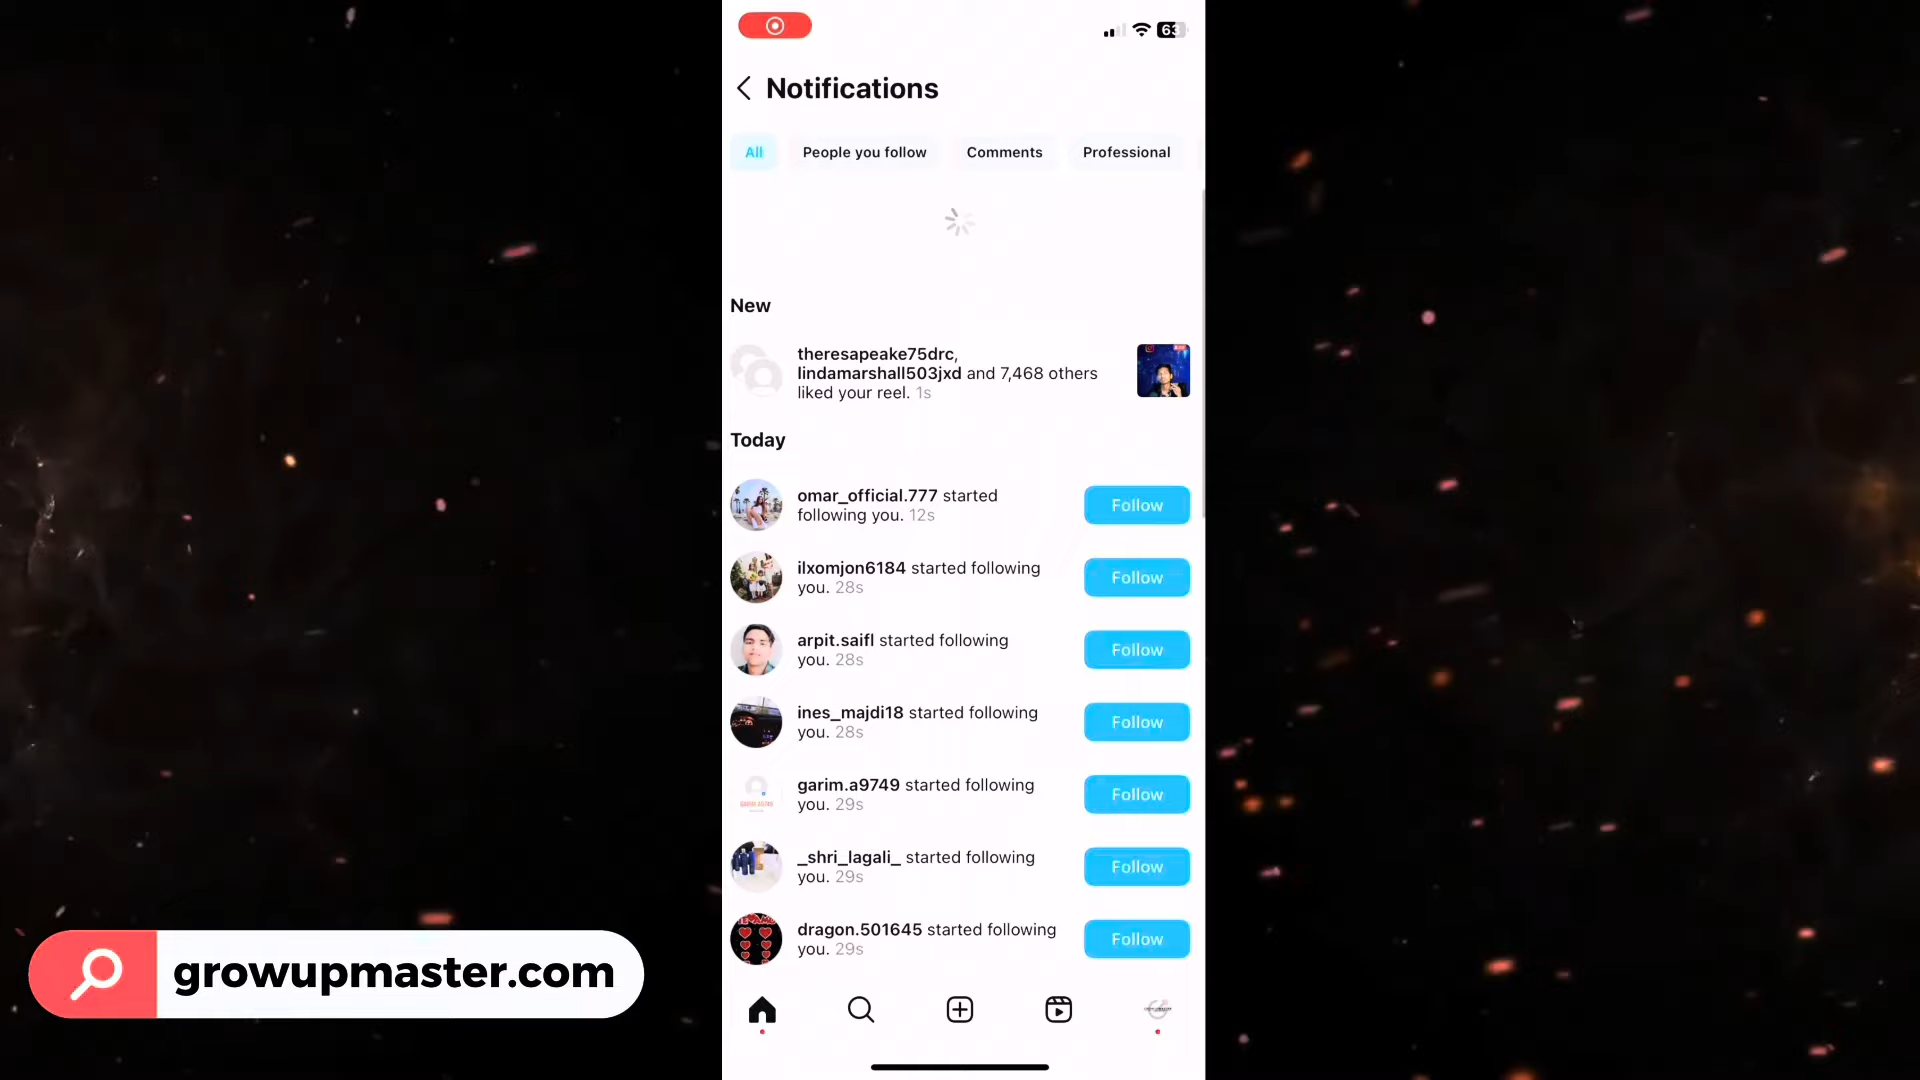 63
Notifications
All
People you follow
Comments
Professional
New
theresapeake75drc,
lindamarshall503jxd and 7,468 others
liked your reel. 1s
Today
omar_official.777 started
following you. 12s
Follow
ilxomjon6184 started following
you. 28s
Follow
arpit.saifl started following
you. 28s
Follow
ines_majdi18 started following
you. 28s
Follow
garim.a9749 started following
you. 29s
Follow
_shri_lagali_ started following
you. 29s
Follow
dragon.501645 started following
you. 29s
Follow
growupmaster.com